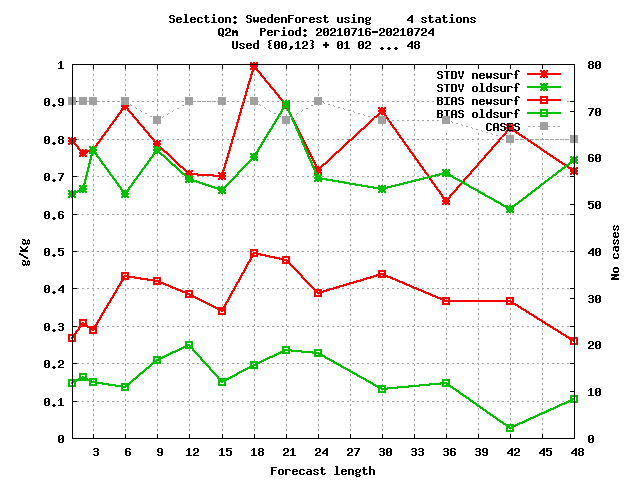 Selection: SwedenForest using     4 stations
Q2m   Period: 20210716-20210724
Used {00,12} + 01 02 ... 48
STDV newsurf
STDV oldsurf
BIAS newsurf
BIAS oldsurf
CASES
g/Kg
1
0.9
0.8
0.7
0.6
0.5
0.4
0.3
0.2
0.1
0
80
70
60
50
40
30
20
10
0
No cases
3 6 9 12 15 18 21 24 27 30 33 36 39 42 45 48
Forecast length